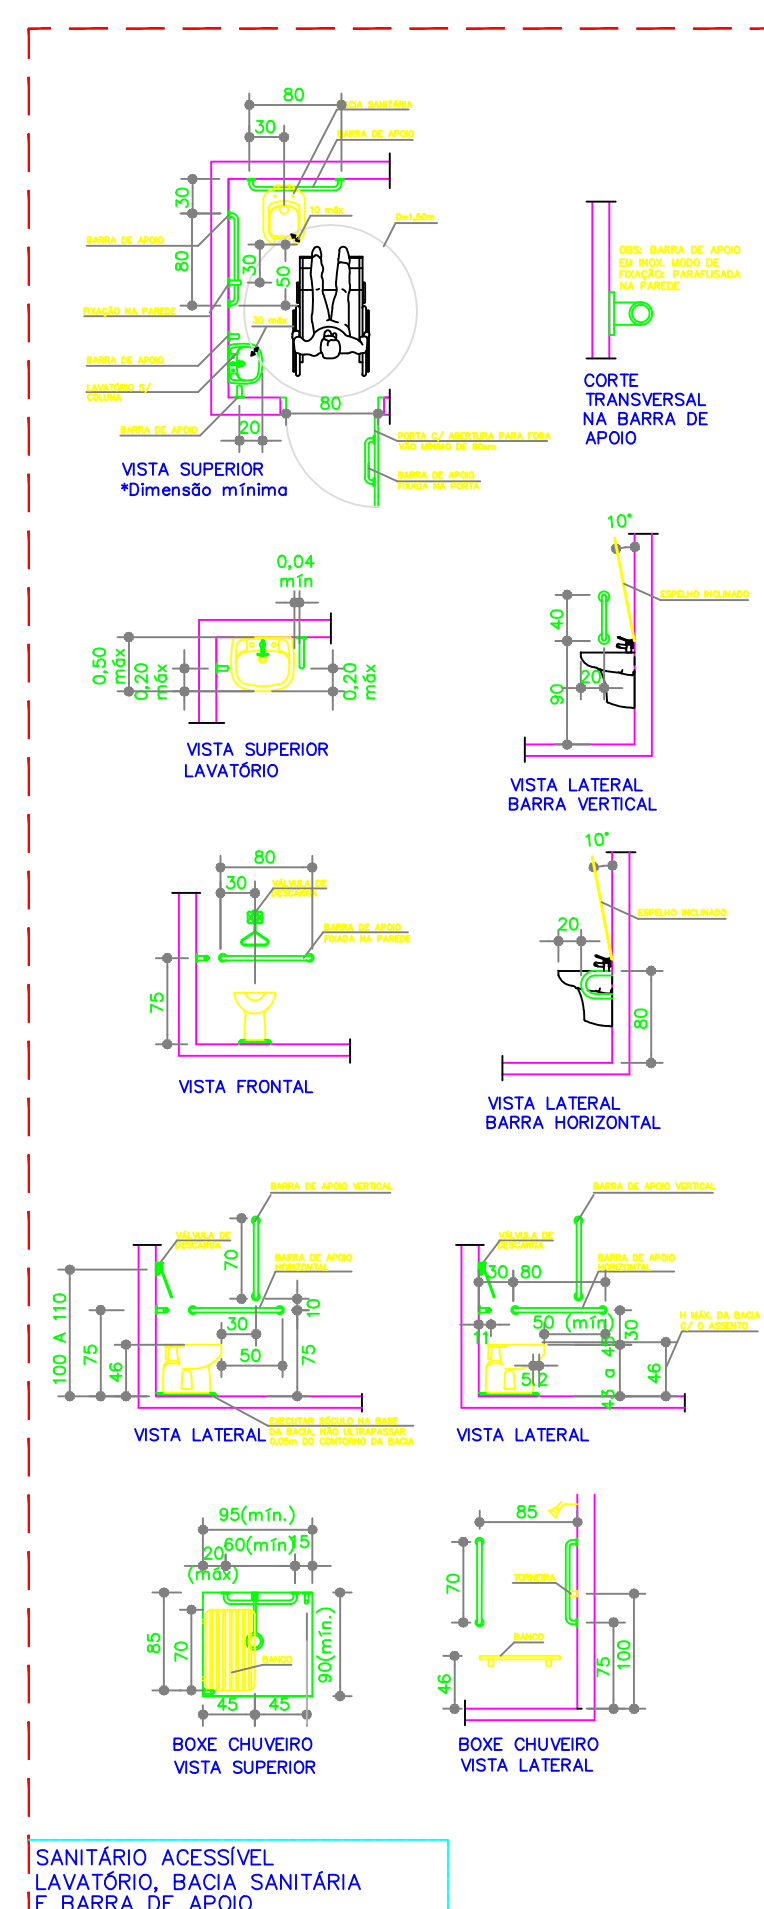 80
BACIA SANITÁRIA
30
BARRA DE APOIO
30
10 máx
D=1,50m
BARRA DE APOIO
80
30
50
OBS: BARRA DE APOIO
EM INOX. MODO DE
FIXAÇÃO: PARAFUSADA
NA PAREDE
FIXAÇÃO NA PAREDE
30 máx
BARRA DE APOIO
LAVATÓRIO S/
COLUNA
CORTE
TRANSVERSAL
NA BARRA DE
APOIO
80
BARRA DE APOIO
20
PORTA C/ ABERTURA PARA FORA
VÃO MÍNIMO DE 80cm
BARRA DE APOIO
FIXADA NA PORTA
VISTA SUPERIOR
*Dimensão mínima
10°
0,04
mín
ESPELHO INCLINADO
40
0,50
máx
0,20
máx
0,20
máx
20
90
VISTA SUPERIOR
LAVATÓRIO
VISTA LATERAL
BARRA VERTICAL
10°
80
30
VÁLVULA DE
DESCARGA
ESPELHO INCLINADO
BARRA DE APOIO
FIXADA NA PAREDE
20
75
80
VISTA FRONTAL
VISTA LATERAL
BARRA HORIZONTAL
BARRA DE APOIO VERTICAL
VÁLVULA DE
DESCARGA
70
BARRA DE APOIO
HORIZONTAL
10
30
50
100 A 110
75
46
75
EXECUTAR SÓCULO NA BASE
DA BACIA, NÃO ULTRAPASSAR
0,05m DO CONTORNO DA BACIA
VISTA LATERAL
BARRA DE APOIO VERTICAL
VÁLVULA DE
DESCARGA
BARRA DE APOIO
HORIZONTAL
30
80
50 (mín)
30
H MÁX. DA BACIA
C/ O ASSENTO
11
5.2
43 a 45
46
VISTA LATERAL
95(mín.)
60(mín)
15
20
(máx)
85
70
BANCO
90(mín.)
45
45
BOXE CHUVEIRO
VISTA SUPERIOR
85
70
TORNEIRA
BANCO
46
75
100
BOXE CHUVEIRO
VISTA LATERAL
SANITÁRIO ACESSÍVEL
LAVATÓRIO, BACIA SANITÁRIA
E BARRA DE APOIO